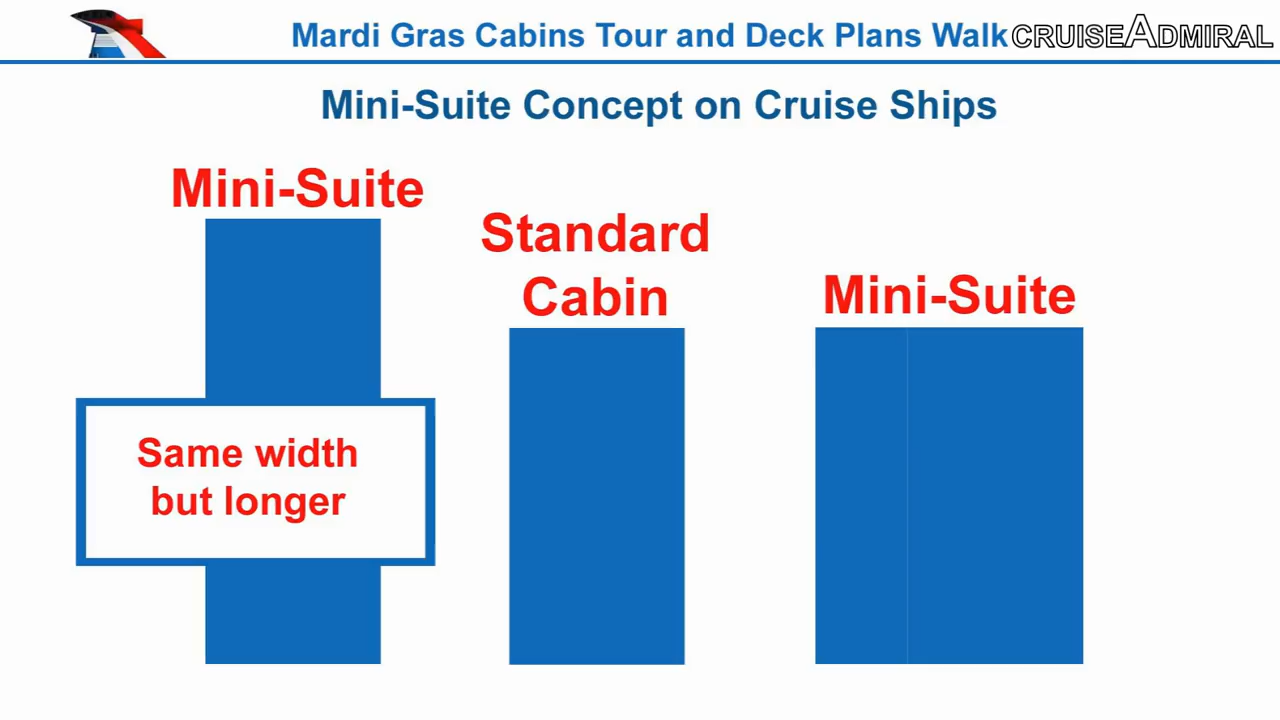 Mardi Gras Cabins Tour and Deck Plans Walk
CRUISEADMIRAL
Mini-Suite Concept on Cruise Ships
Mini-Suite
Standard
Cabin
Mini-Suite
Same width
but longer